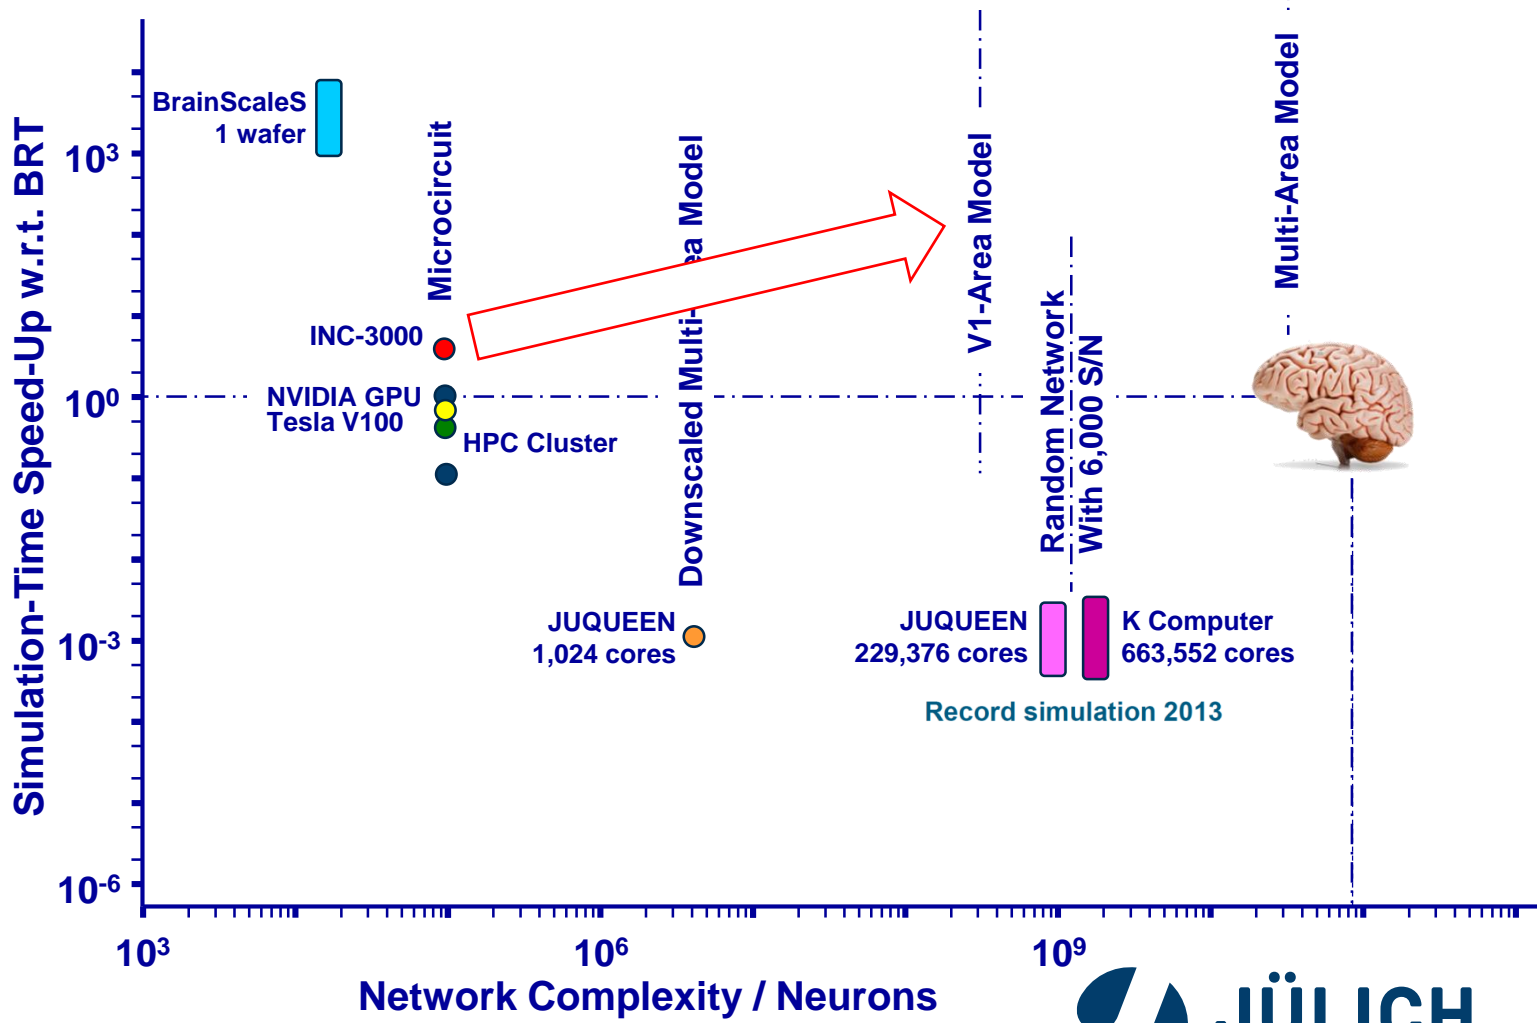 Simulation-Time Speed-Up w.r.t. BRT
10³
10⁰
10⁻³
10⁻⁶
BrainScaleS
1 wafer
Microcircuit
INC-3000
NVIDIA GPU
Tesla V100
HPC Cluster
Downscaled Multi- ea Model
V1-Area Model
Random Network
With 6,000 S/N
Multi-Area Model
JUQUEEN
1,024 cores
JUQUEEN
229,376 cores
K Computer
663,552 cores
Record simulation 2013
10³
10⁶
10⁹
Network Complexity / Neurons
JÜLICH